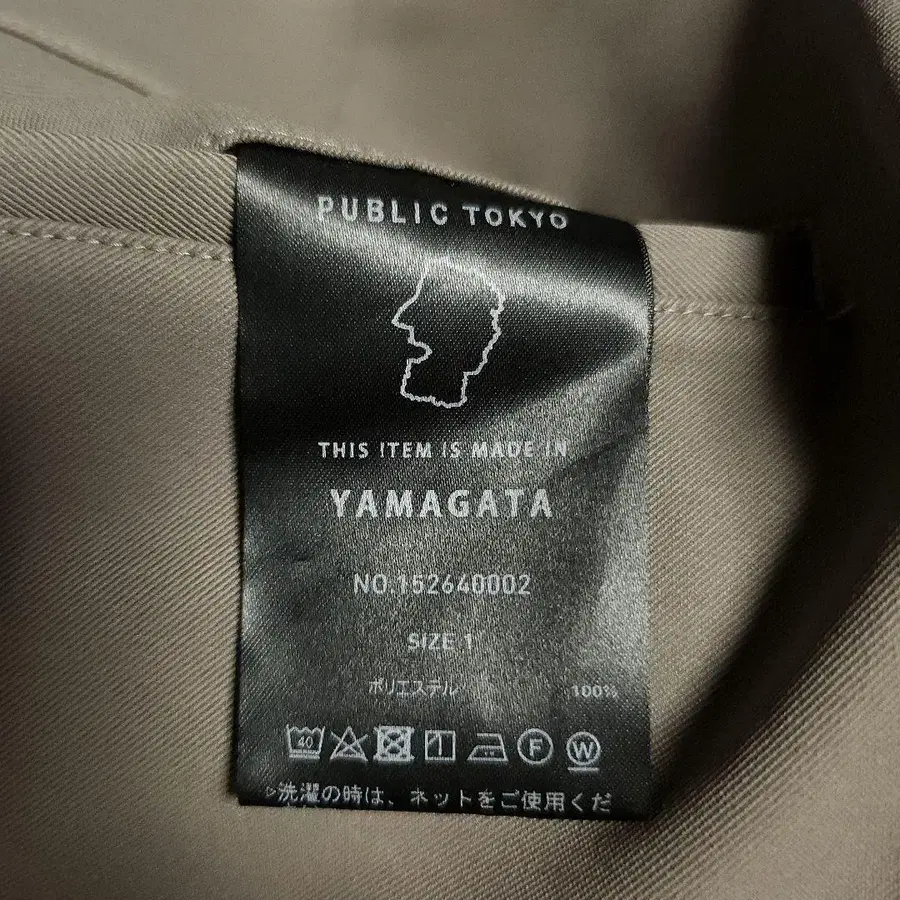 PUBLIC TOKYO
THIS ITEM IS MADE IN
YAMAGATA
NO.152640002
SIZE 1
ポリエステル 100%
40 F W
▷洗濯の時は、ネットをご使用くだ